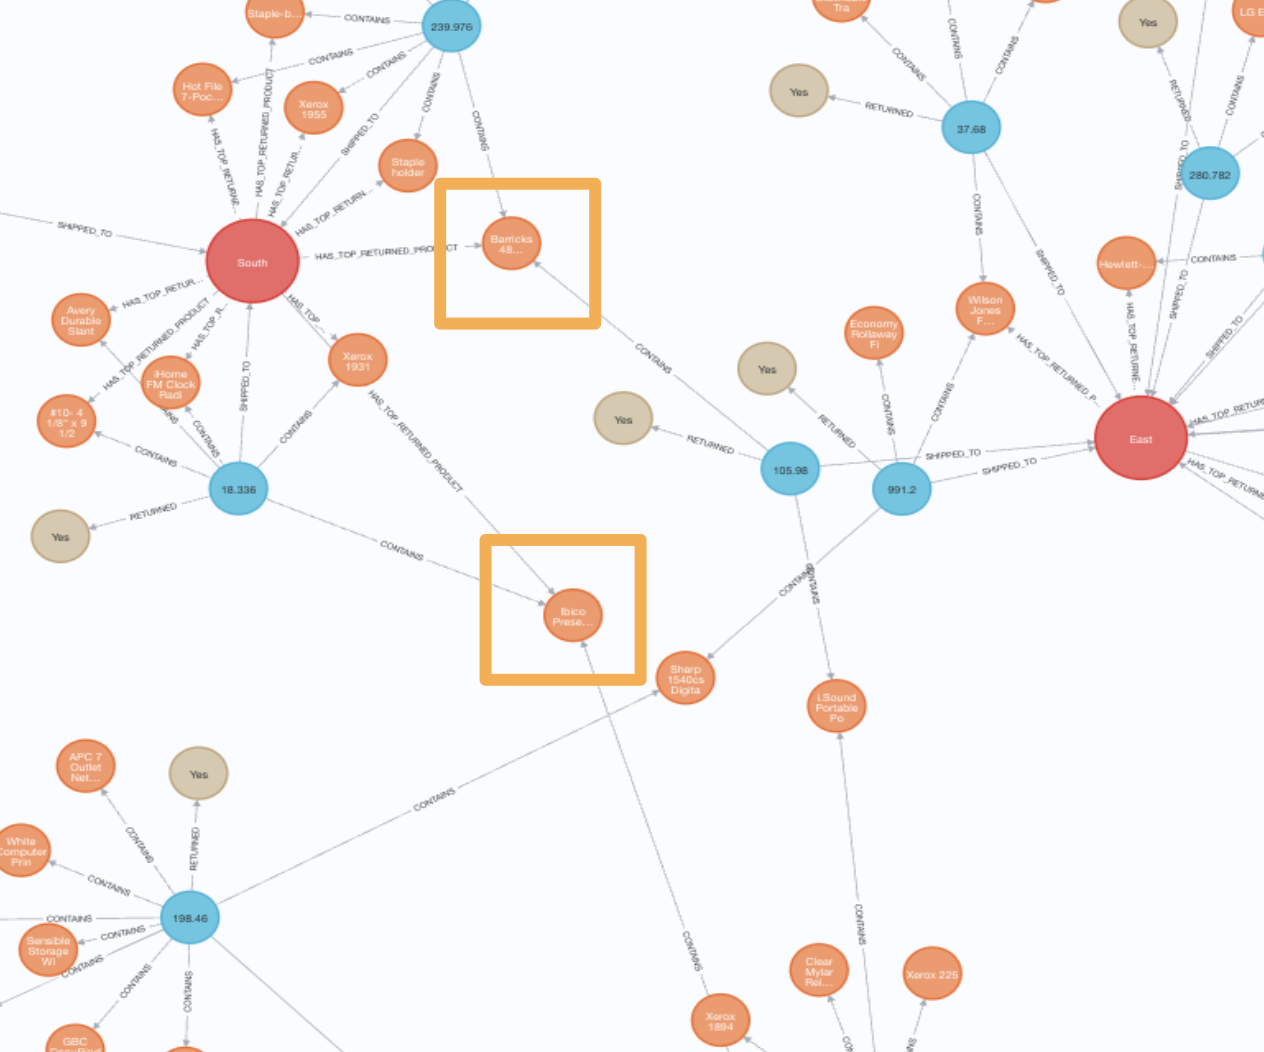 Staple-b...
CONTAINS
239.976
Tra
CONTAINS
CONTAINS
CONTAINS
Yes
LG E
Hot File
7-Poc...
CONTAINS
CONTAINS
CONTAINS
CONTAINS
Xerox
1955
Yes
RETURNED
37.68
RETURNED
CONTAINS
HAS_TOP_RETURNED_PRODUCT
SHIPPED_TO
HAS_TOP_RETURNE...
HAS_TOP_RETUR...
Staple
holder
280.782
SHIPPED_TO
HAS_TOP_RETURN...
CONTAINS
SHIPPED_TO
South
HAS_TOP_RETURNED_PRODUCT
Barricks
48...
SHIPPED_TO
Hewlett-...
CONTAINS
SHIPPED_TO
HAS_TOP_RETUR...
HAS_TOP_RETURNED_PRODUCT
HAS_TOP_R...
HAS_TOP_
Avery
Durable
Slant
Wilson
Jones
F...
Economy
Rollaway
Fi
HAS_TOP_RETURNE...
SHIPPED_TO
Xerox
1931
CONTAINS
HAS_TOP_RETURNED_P...
iHome
FM Clock
Radi
SHIPPED_TO
Yes
#10- 4
1/8" x 9
1/2
CONTAINS
CONTAINS
CONTAINS
HAS_TOP_RETURNED_PRODUCT
Yes
RETURNED
RETURNED
CONTAINS
CONTAINS
East
HAS_TOP_RETUR
CONTAINS
105.98
SHIPPED_TO
SHIPPED_TO
991.2
HAS_TOP_RETURNE
18.336
RETURNED
Yes
CONTAINS
CONTAINS
CONTAINS
Ibico
Prese...
Sharp
1540cs
Digita
I.Sound
Portable
Po
APC 7
Outlet
Net...
Yes
CONTAINS
CONTAINS
RETURNED
White
Computer
Prin
CONTAINS
CONTAINS
198.46
CONTAINS
CONTAINS
Sensible
Storage
Wi
CONTAINS
CONTAINS
CONTAINS
CONTAINS
CONTAINS
Clear
Mylar
Rei...
Xerox 225
Xerox
1894
GBC